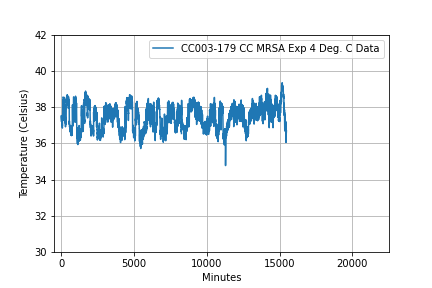 42
CC003-179 CC MRSA Exp 4 Deg. C Data
40
38
36
34
32
30
Temperature (Celsius)
0 5000 10000 15000 20000
Minutes